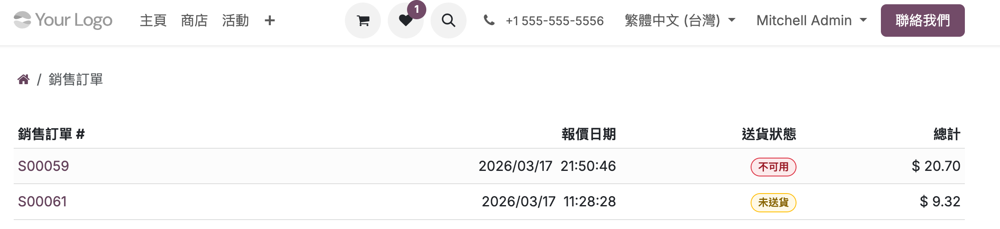 Your Logo 主頁 商店 活動 + 1 +1 555-555-5556 繁體中文 (台灣) Mitchell Admin 聯絡我們
/ 銷售訂單
銷售訂單 # 報價日期 送貨狀態 總計
S00059 2026/03/17 21:50:46 不可用 $ 20.70
S00061 2026/03/17 11:28:28 未送貨 $ 9.32